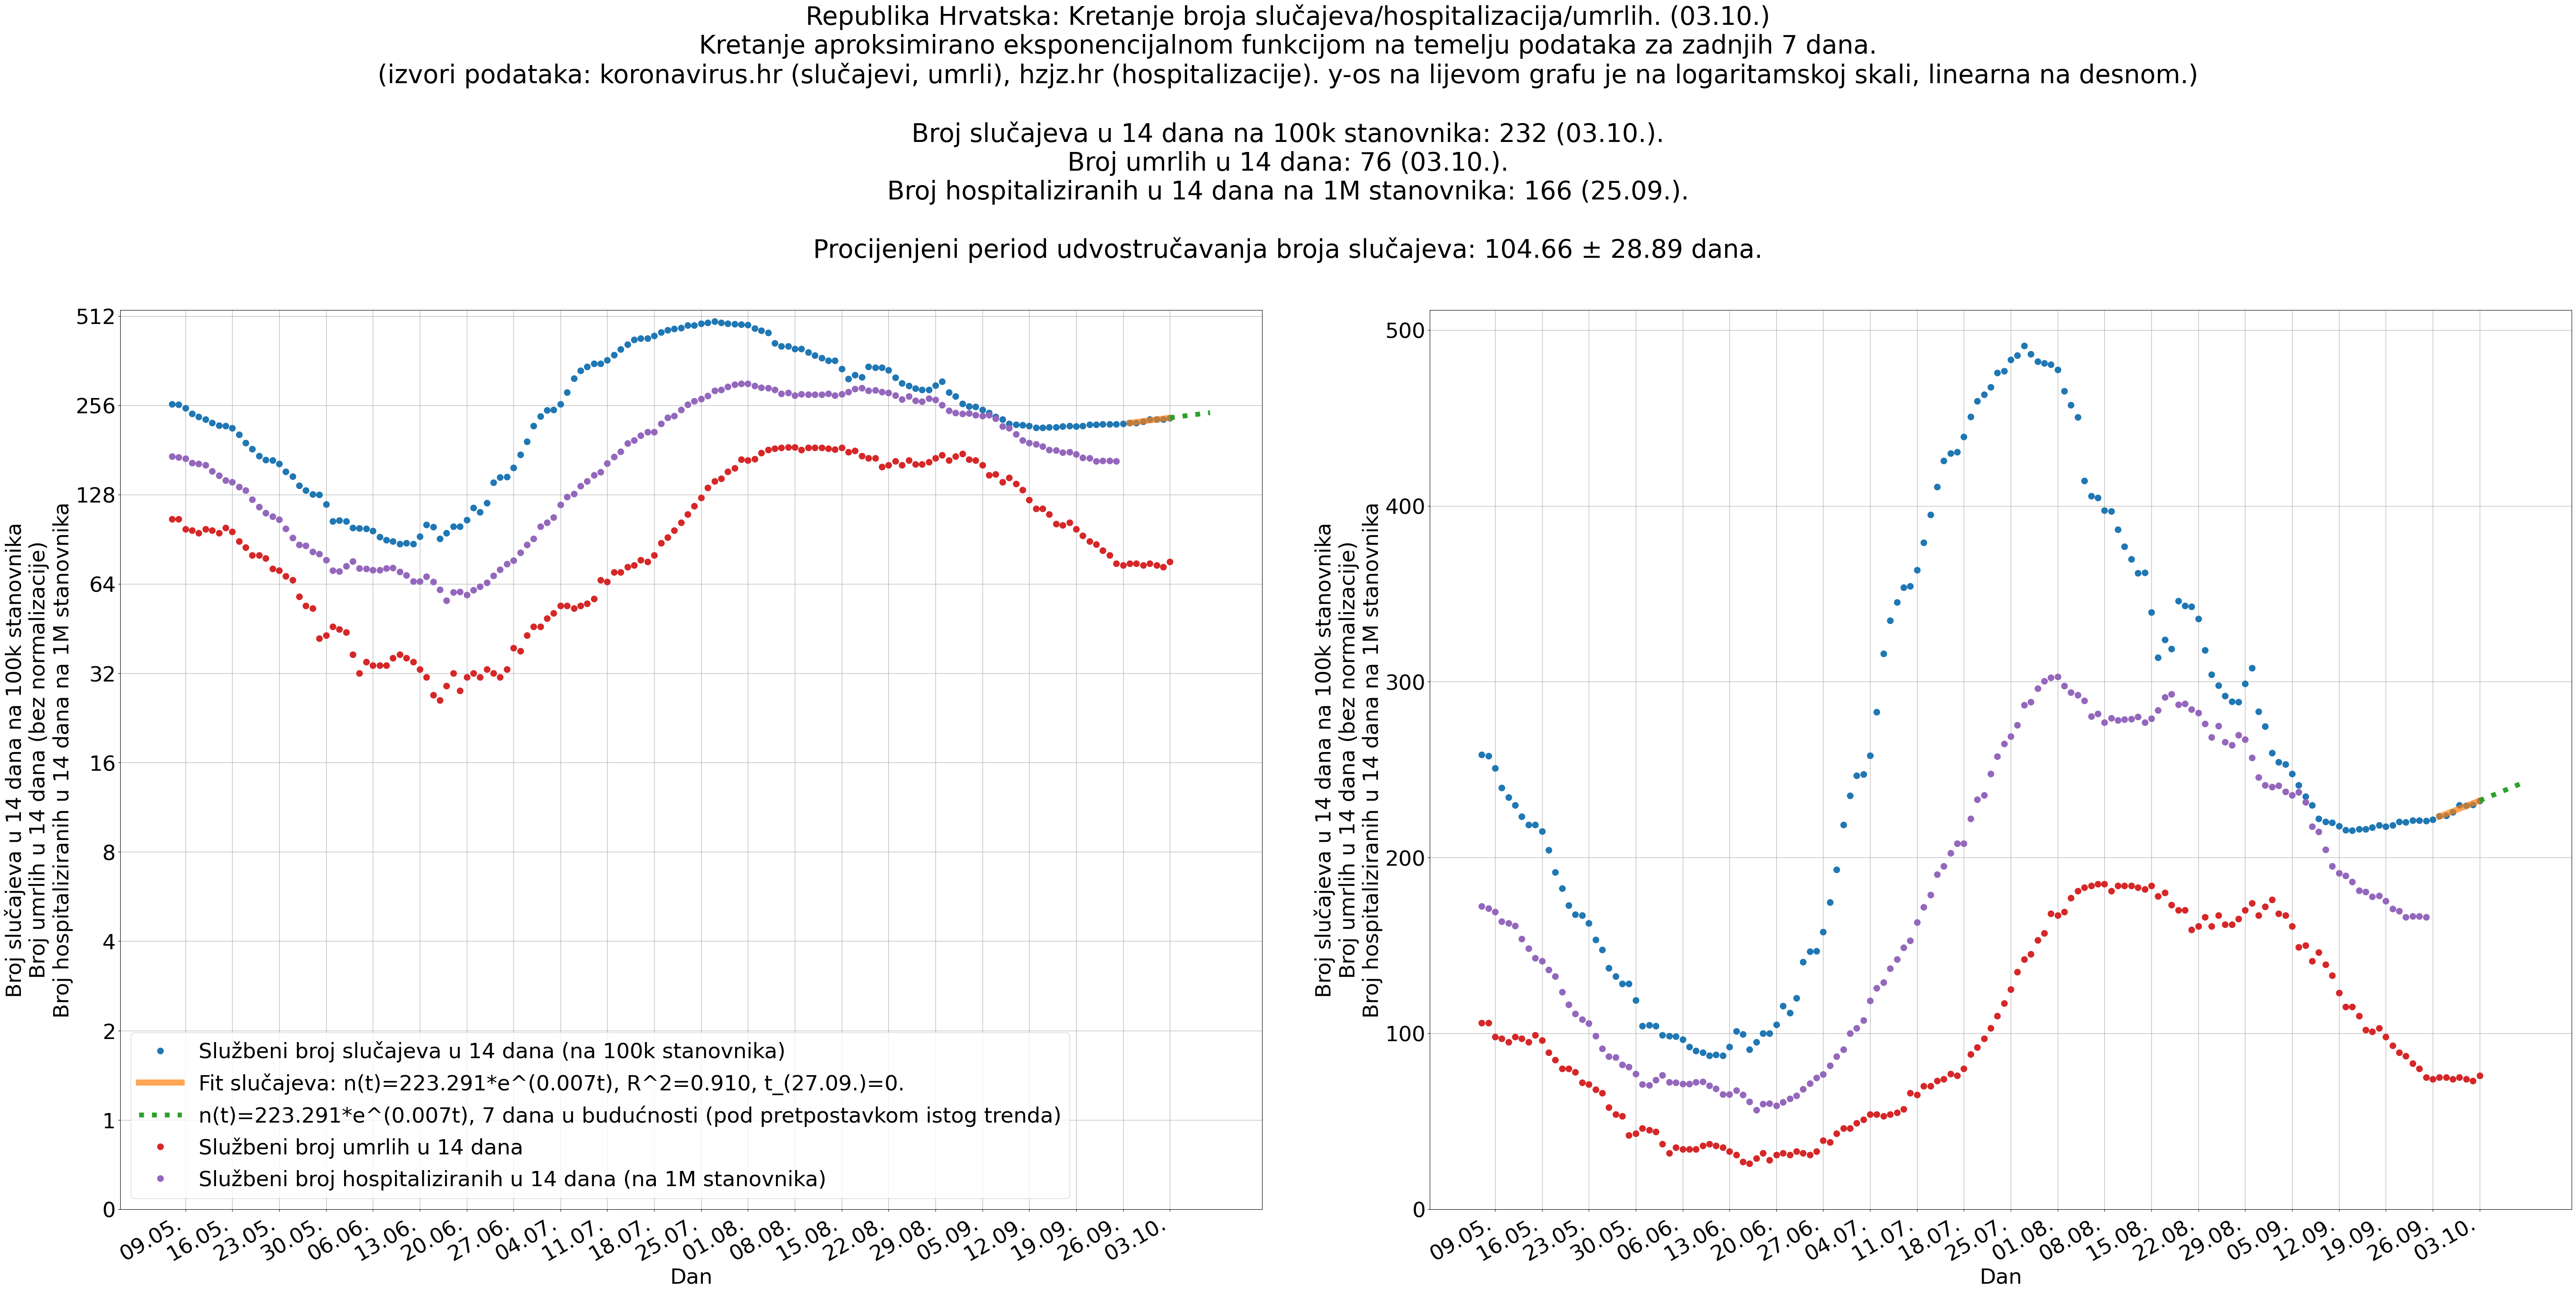 Republika Hrvatska: Kretanje broja slučajeva/hospitalizacija/umrlih. (03.10.)
Kretanje aproksimirano eksponencijalnom funkcijom na temelju podataka za zadnjih 7 dana.
(izvori podataka: koronavirus.hr (slučajevi, umrli), hzjz.hr (hospitalizacije). y-os na lijevom grafu je na logaritamskoj skali, linearna na desnom.)
Broj slučajeva u 14 dana na 100k stanovnika: 232 (03.10.).
Broj umrlih u 14 dana: 76 (03.10.).
Broj hospitaliziranih u 14 dana na 1M stanovnika: 166 (25.09.).
Procijenjeni period udvostručavanja broja slučajeva: 104.66 ± 28.89 dana.
Broj slučajeva u 14 dana na 100k stanovnika
Broj umrlih u 14 dana (bez normalizacije)
Broj hospitaliziranih u 14 dana na 1M stanovnika
512
256
128
64
32
16
8
4
2
1
0
Službeni broj slučajeva u 14 dana (na 100k stanovnika)
Fit slučajeva: n(t)=223.291*e^(0.007t), R^2=0.910, t_(27.09.)=0.
n(t)=223.291*e^(0.007t), 7 dana u budućnosti (pod pretpostavkom istog trenda)
Službeni broj umrlih u 14 dana
Službeni broj hospitaliziranih u 14 dana (na 1M stanovnika)
09.05. 16.05. 23.05. 30.05. 06.06. 13.06. 20.06. 27.06. 04.07. 11.07. 18.07. 25.07. 01.08. 08.08. 15.08. 22.08. 29.08. 05.09. 12.09. 19.09. 26.09. 03.10.
Dan
Broj slučajeva u 14 dana na 100k stanovnika
Broj umrlih u 14 dana (bez normalizacije)
Broj hospitaliziranih u 14 dana na 1M stanovnika
500
400
300
200
100
0
09.05. 16.05. 23.05. 30.05. 06.06. 13.06. 20.06. 27.06. 04.07. 11.07. 18.07. 25.07. 01.08. 08.08. 15.08. 22.08. 29.08. 05.09. 12.09. 19.09. 26.09. 03.10.
Dan